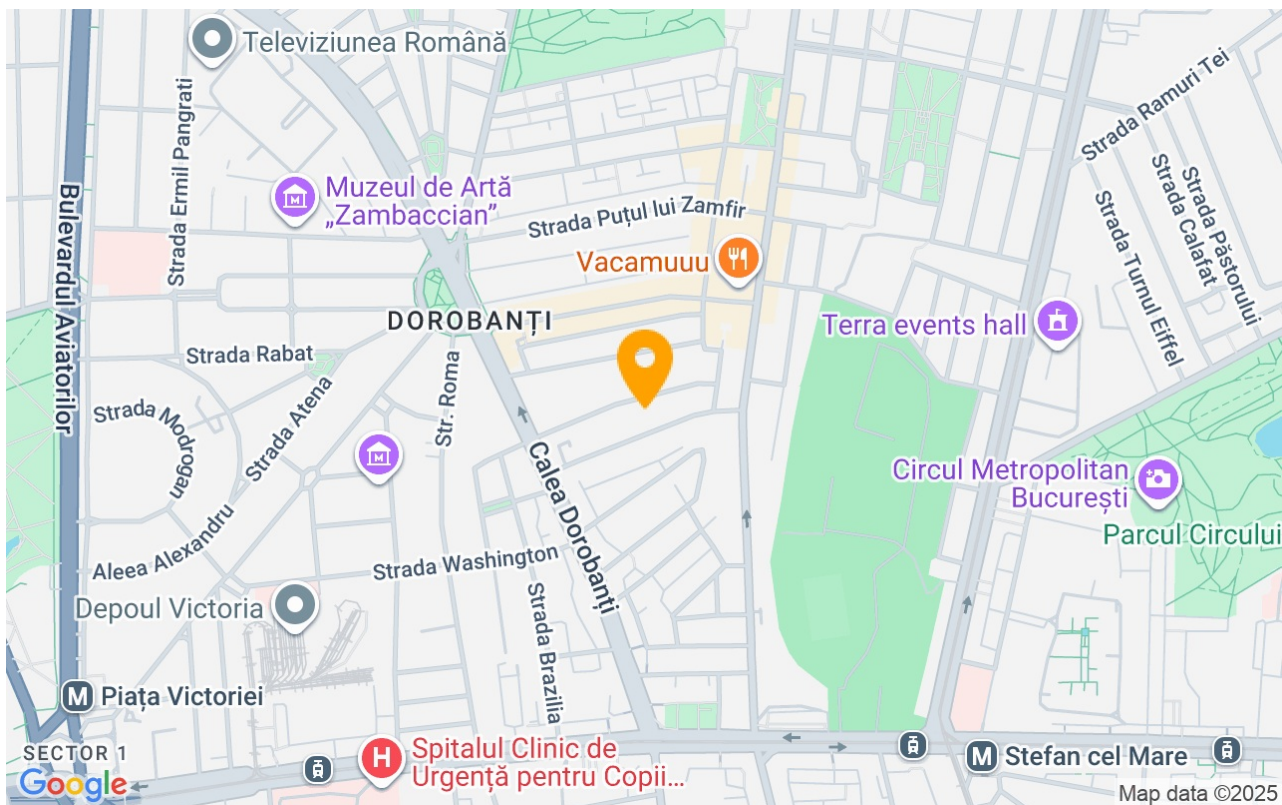 Televiziunea Română
Strada Ermil Pangrati
Bulevardul Aviatorilor
Muzeul de Artă
„Zambaccian”
Strada Puțul lui Zamfir
Vacamuuu
Strada Ramuri Tei
Strada Păstorului
Strada Calafat
Strada Turnul Eiffel
DOROBANȚI
Terra events hall
Strada Rabat
Strada Atena
Str. Roma
Strada Modrogan
Aleea Alexandru
Calea Dorobanți
Circul Metropolitan
București
Parcul Circului
Strada Washington
Depoul Victoria
Strada Brazilia
M Piața Victoriei
SECTOR 1
H Spitalul Clinic de
Urgență pentru Copii...
M Stefan cel Mare
Google
Map data ©2025